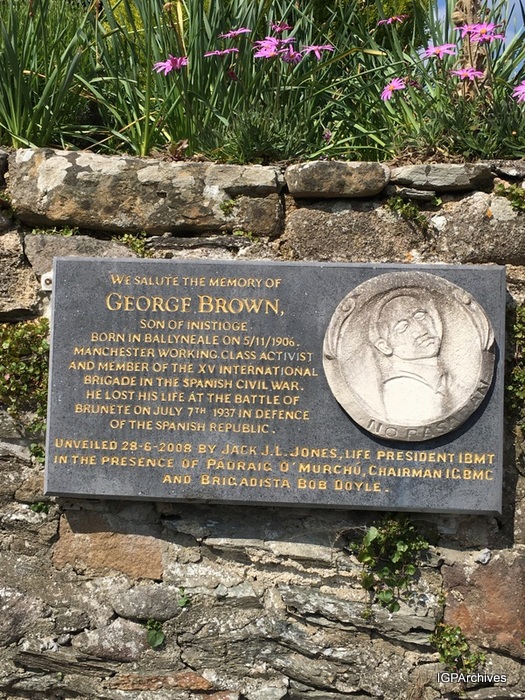 WE SALUTE THE MEMORY OF
GEORGE BROWN,
SON OF INISTIOGE
BORN IN BALLYNEALE ON 5/11/1906.
MANCHESTER WORKING CLASS ACTIVIST
AND MEMBER OF THE XV INTERNATIONAL
BRIGADE IN THE SPANISH CIVIL WAR.
HE LOST HIS LIFE AT THE BATTLE OF
BRUNETE ON JULY 7TH 1937 IN DEFENCE
OF THE SPANISH REPUBLIC.
NO PASARAN
UNVEILED 28-6-2008 BY JACK J.L. JONES, LIFE PRESIDENT IBMT
IN THE PRESENCE OF PÁDRAIG Ó'MURCHÚ, CHAIRMAN IGBMC
AND BRIGADISTA BOB DOYLE.
IGPArchives